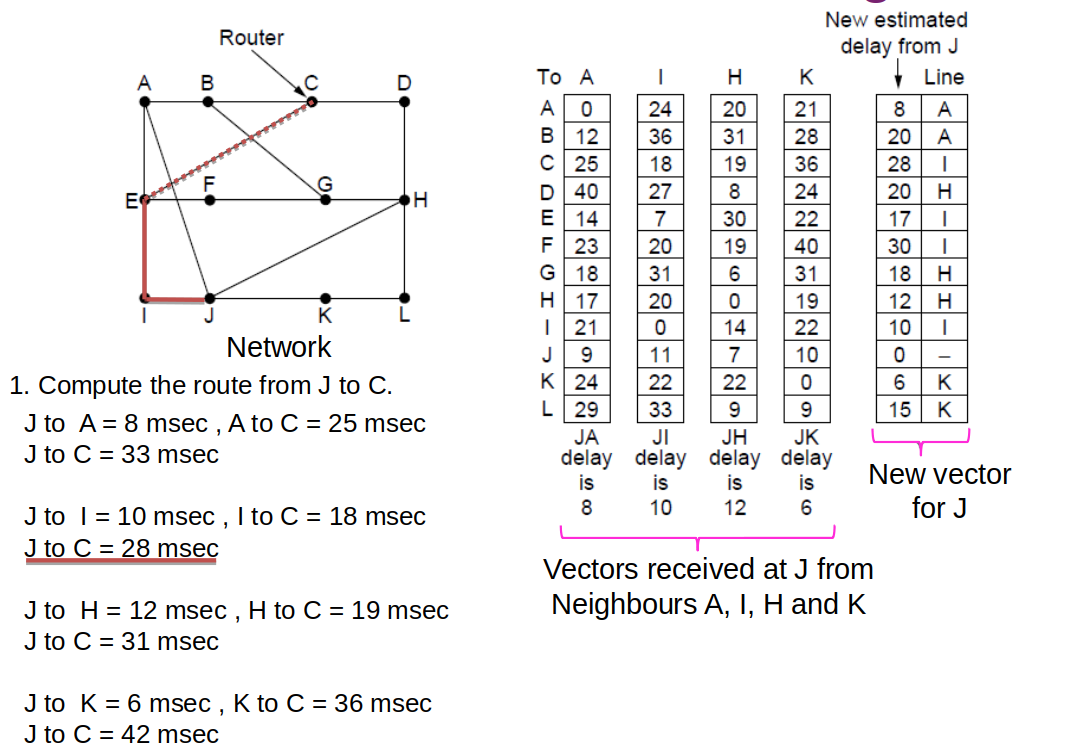 Router
A B C D
E F G H
I J K L
Network
1. Compute the route from J to C.
J to A = 8 msec , A to C = 25 msec
J to C = 33 msec
J to I = 10 msec , I to C = 18 msec
J to C = 28 msec
J to H = 12 msec , H to C = 19 msec
J to C = 31 msec
J to K = 6 msec , K to C = 36 msec
J to C = 42 msec
New estimated
delay from J
To A I H K Line
A 0 24 20 21 8 A
B 12 36 31 28 20 A
C 25 18 19 36 28 I
D 40 27 8 24 20 H
E 14 7 30 22 17 I
F 23 20 19 40 30 I
G 18 31 6 31 18 H
H 17 20 0 19 12 H
I 21 0 14 22 10 I
J 9 11 7 10 0 –
K 24 22 22 0 6 K
L 29 33 9 9 15 K
JA JI JH JK
delay delay delay delay
is is is is
8 10 12 6
New vector
for J
Vectors received at J from
Neighbours A, I, H and K